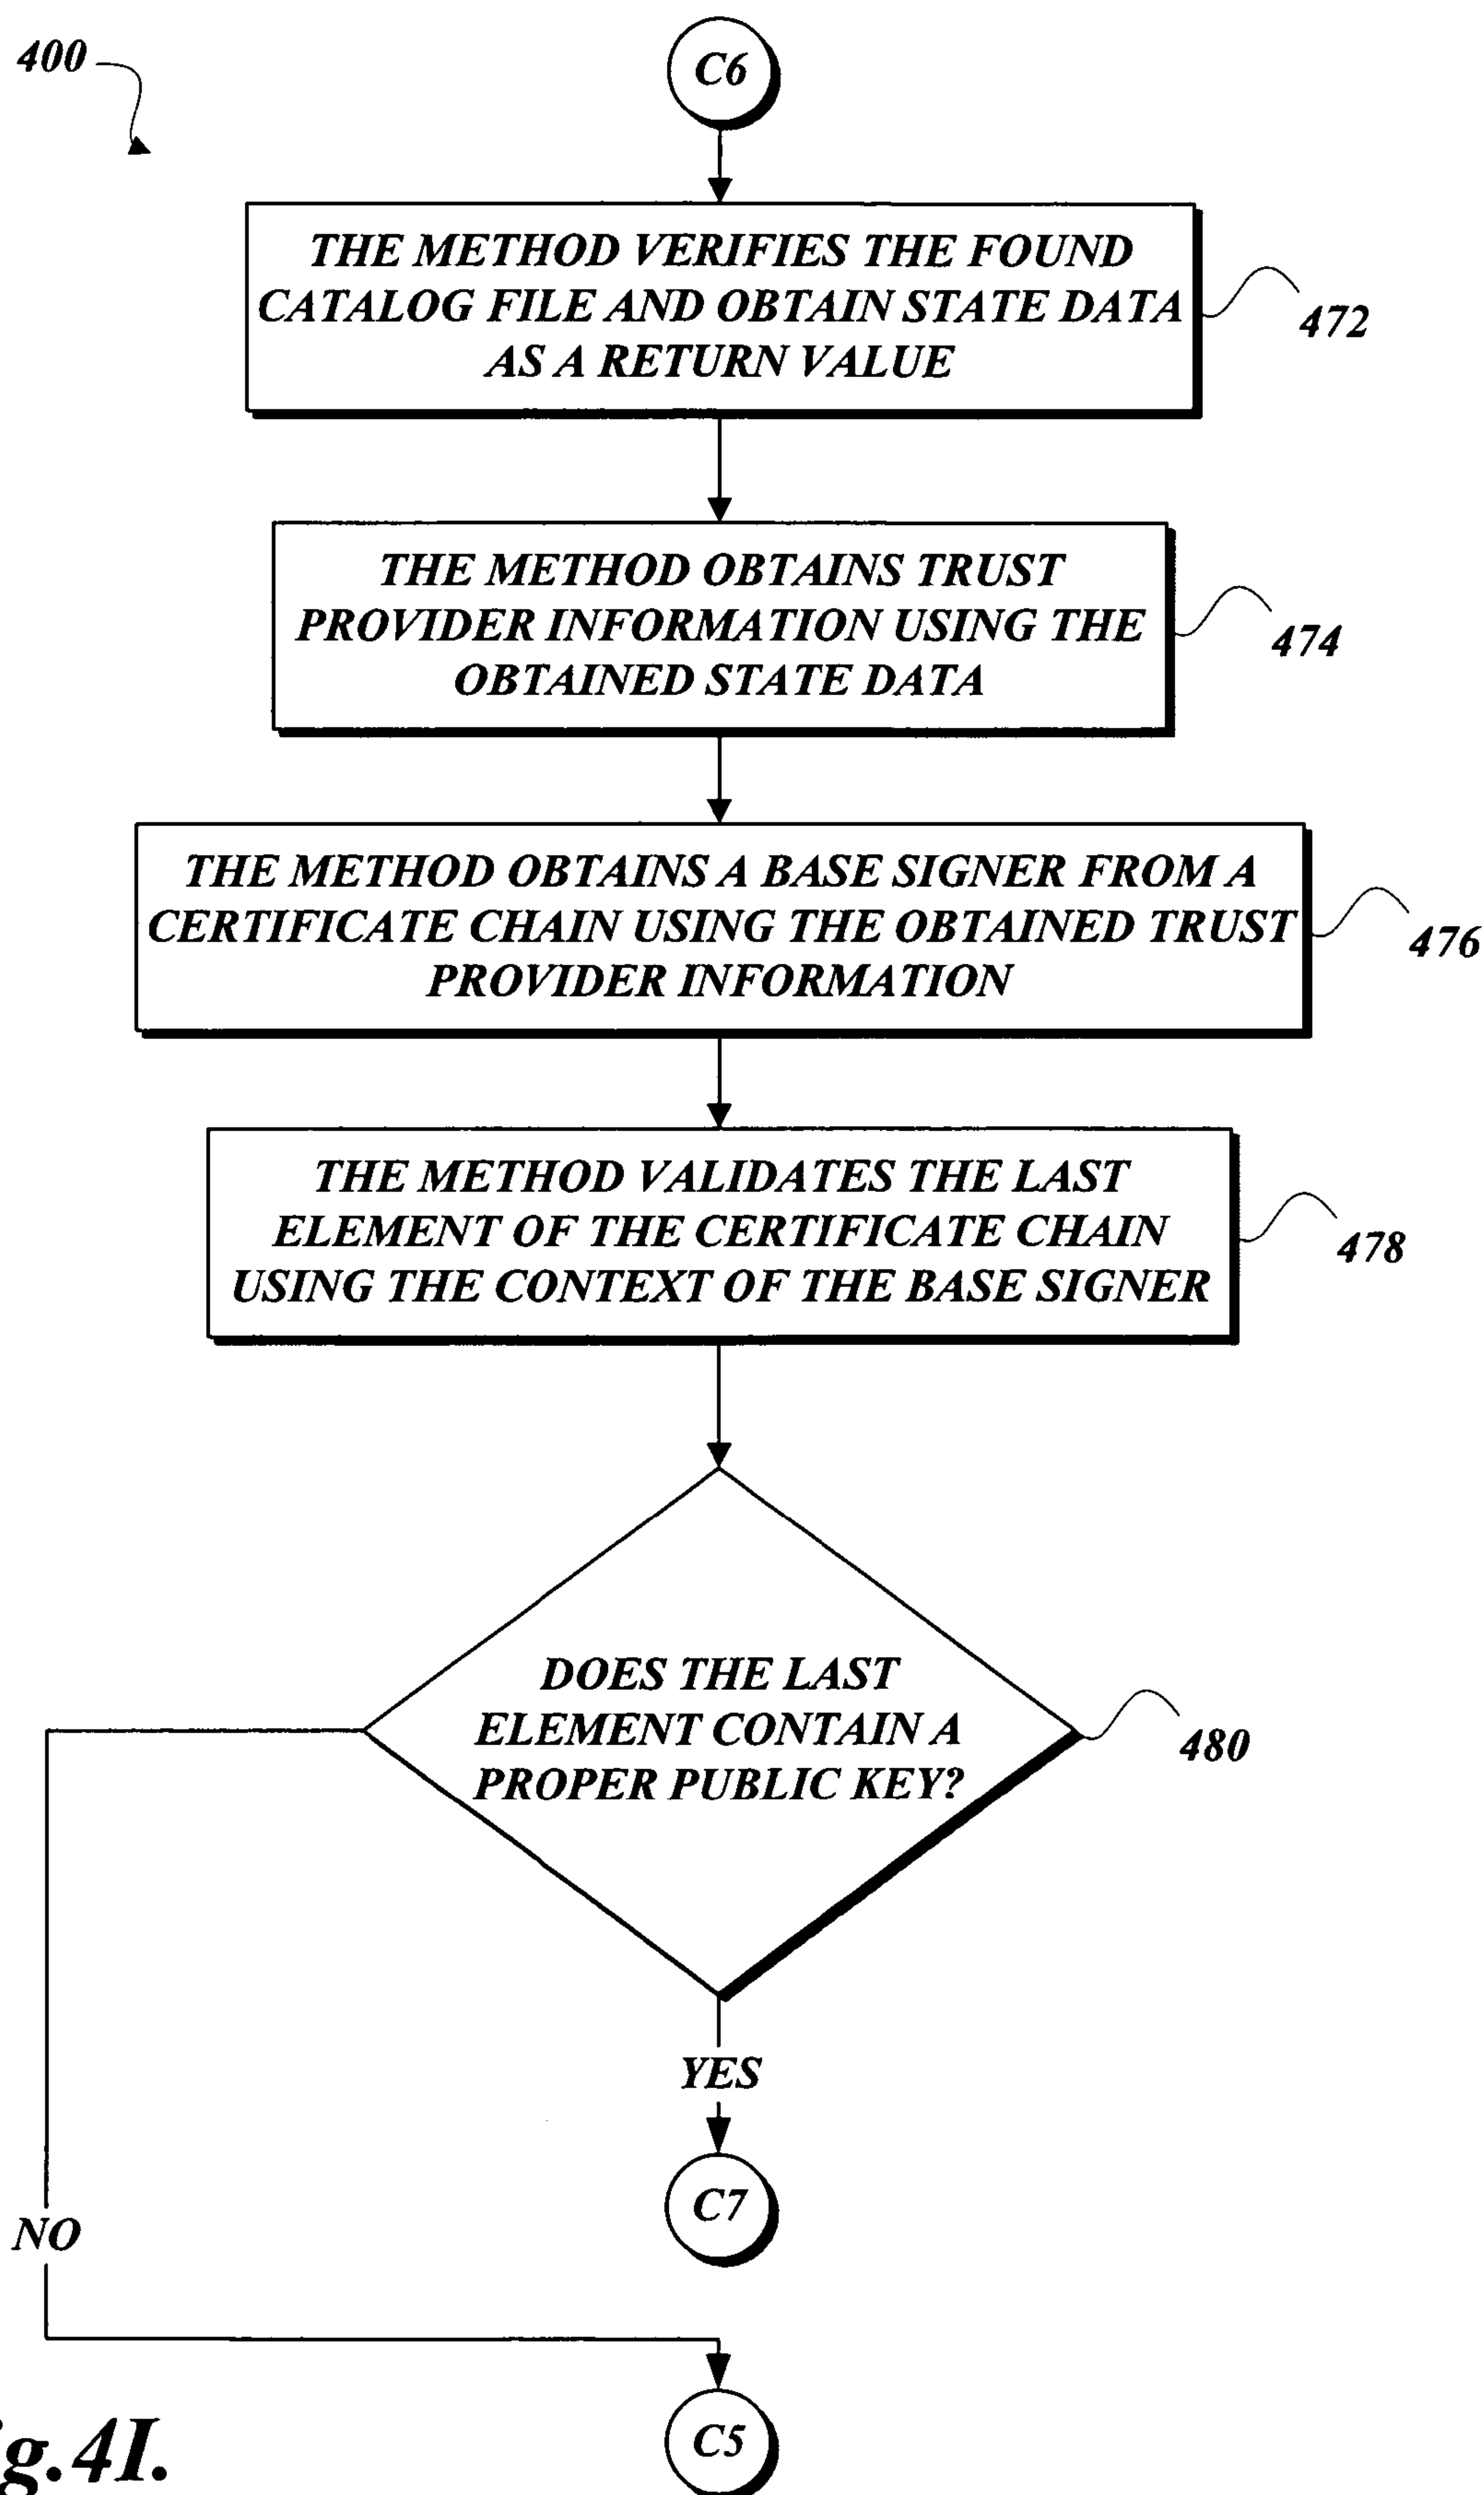 400
C6
THE METHOD VERIFIES THE FOUND
CATALOG FILE AND OBTAIN STATE DATA
AS A RETURN VALUE
472
THE METHOD OBTAINS TRUST
PROVIDER INFORMATION USING THE
OBTAINED STATE DATA
474
THE METHOD OBTAINS A BASE SIGNER FROM A
CERTIFICATE CHAIN USING THE OBTAINED TRUST
PROVIDER INFORMATION
476
THE METHOD VALIDATES THE LAST
ELEMENT OF THE CERTIFICATE CHAIN
USING THE CONTEXT OF THE BASE SIGNER
478
DOES THE LAST
ELEMENT CONTAIN A
PROPER PUBLIC KEY?
480
YES
C7
NO
C5
g.4I.